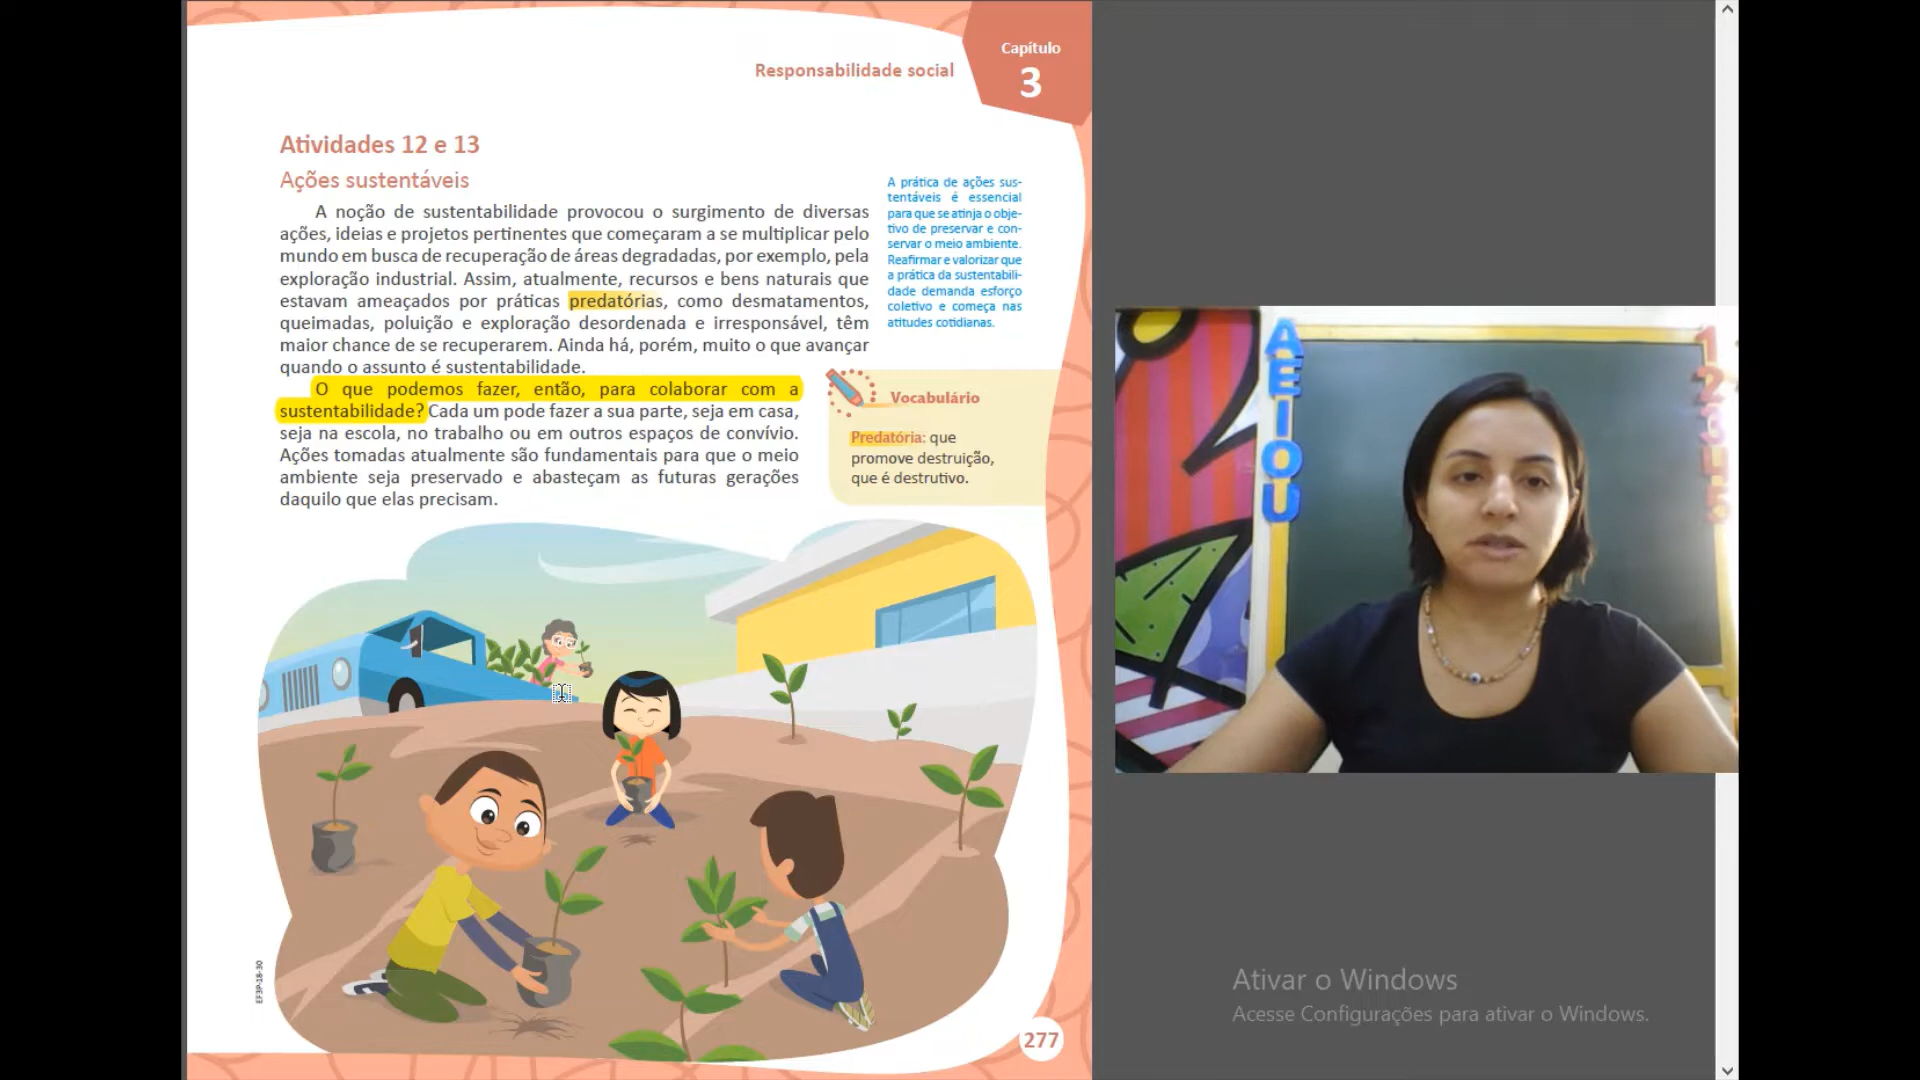 Capítulo
3
Responsabilidade social
Atividades 12 e 13
Ações sustentáveis
A noção de sustentabilidade provocou o surgimento de diversas
ações, ideias e projetos pertinentes que começaram a se multiplicar pelo
mundo em busca de recuperação de áreas degradadas, por exemplo, pela
exploração industrial. Assim, atualmente, recursos e bens naturais que
estavam ameaçados por práticas predatórias, como desmatamentos,
queimadas, poluição e exploração desordenada e irresponsável, têm
maior chance de se recuperarem. Ainda há, porém, muito o que avançar
quando o assunto é sustentabilidade.
O que podemos fazer, então, para colaborar com a
sustentabilidade? Cada um pode fazer a sua parte, seja em casa,
seja na escola, no trabalho ou em outros espaços de convívio.
Ações tomadas atualmente são fundamentais para que o meio
ambiente seja preservado e abasteçam as futuras gerações
daquilo que elas precisam.
A prática de ações sus-
tentáveis é essencial
para que se atinja o obje-
tivo de preservar e con-
servar o meio ambiente.
Reafirmar e valorizar que
a prática da sustentabili-
dade demanda esforço
coletivo e começa nas
atitudes cotidianas.
Vocabulário
Predatória: que
promove destruição,
que é destrutivo.
EF3P-18-30
277
A
E
I
O
U
1
2
3
4
5
Ativar o Windows
Acesse Configurações para ativar o Windows.